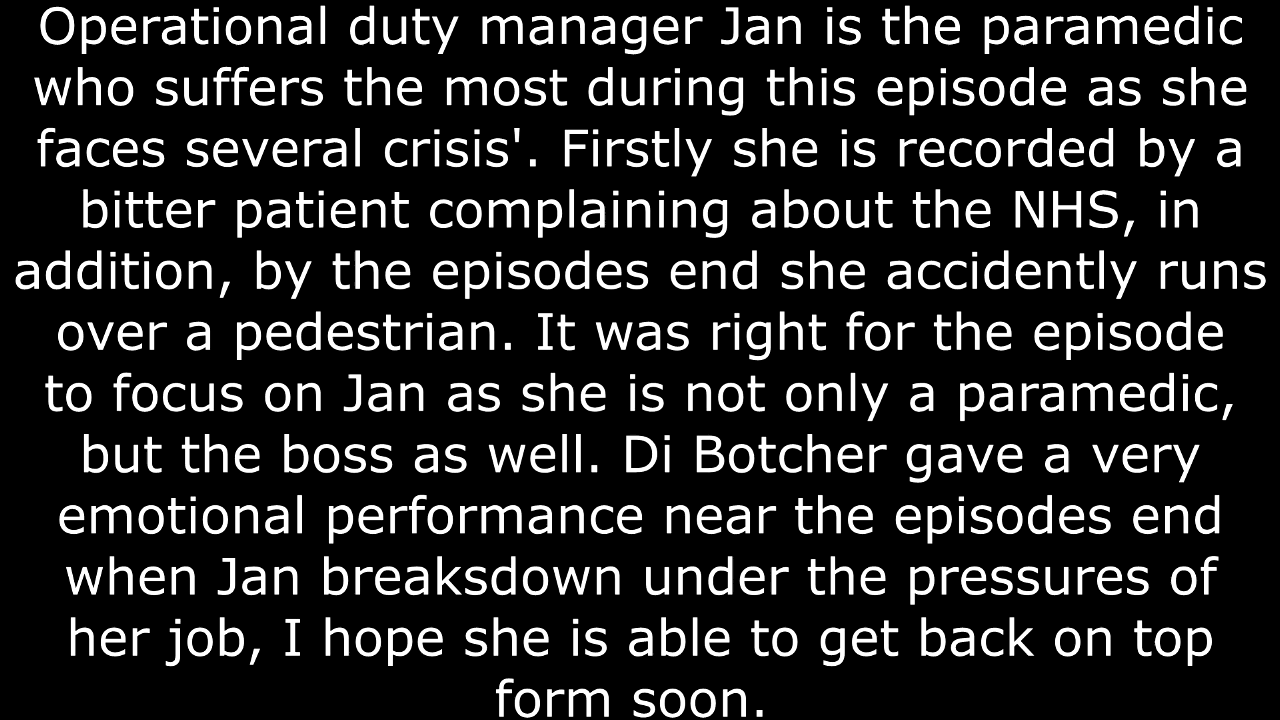 Operational duty manager Jan is the paramedic
who suffers the most during this episode as she
faces several crisis'. Firstly she is recorded by a
bitter patient complaining about the NHS, in
addition, by the episodes end she accidently runs
over a pedestrian. It was right for the episode
to focus on Jan as she is not only a paramedic,
but the boss as well. Di Botcher gave a very
emotional performance near the episodes end
when Jan breaksdown under the pressures of
her job, I hope she is able to get back on top
form soon.